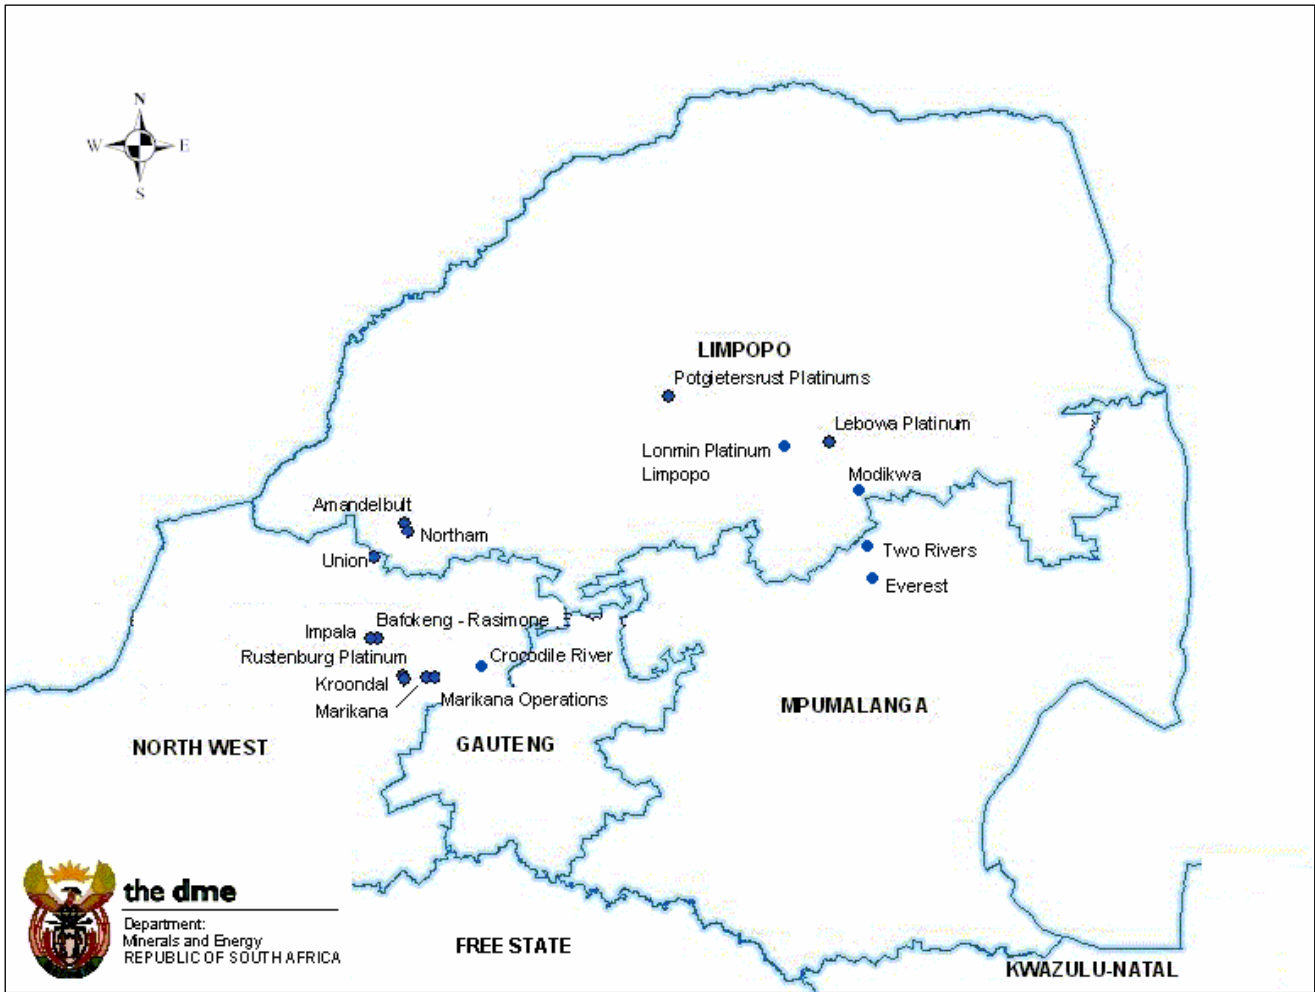 N
W E
S
LIMPOPO
Potgietersrust Platinums
Lebowa Platinum
Lonmin Platinum
Limpopo
Modikwa
Amandelbult
Northam
Union
Two Rivers
Everest
Impala
Bafokeng - Rasimone
Rustenburg Platinum
Crocodile River
Kroondal
Marikana
Marikana Operations
MPUMALANGA
NORTH WEST
GAUTENG
the dme
Department:
Minerals and Energy
REPUBLIC OF SOUTH AFRICA
FREE STATE
KWAZULU-NATAL